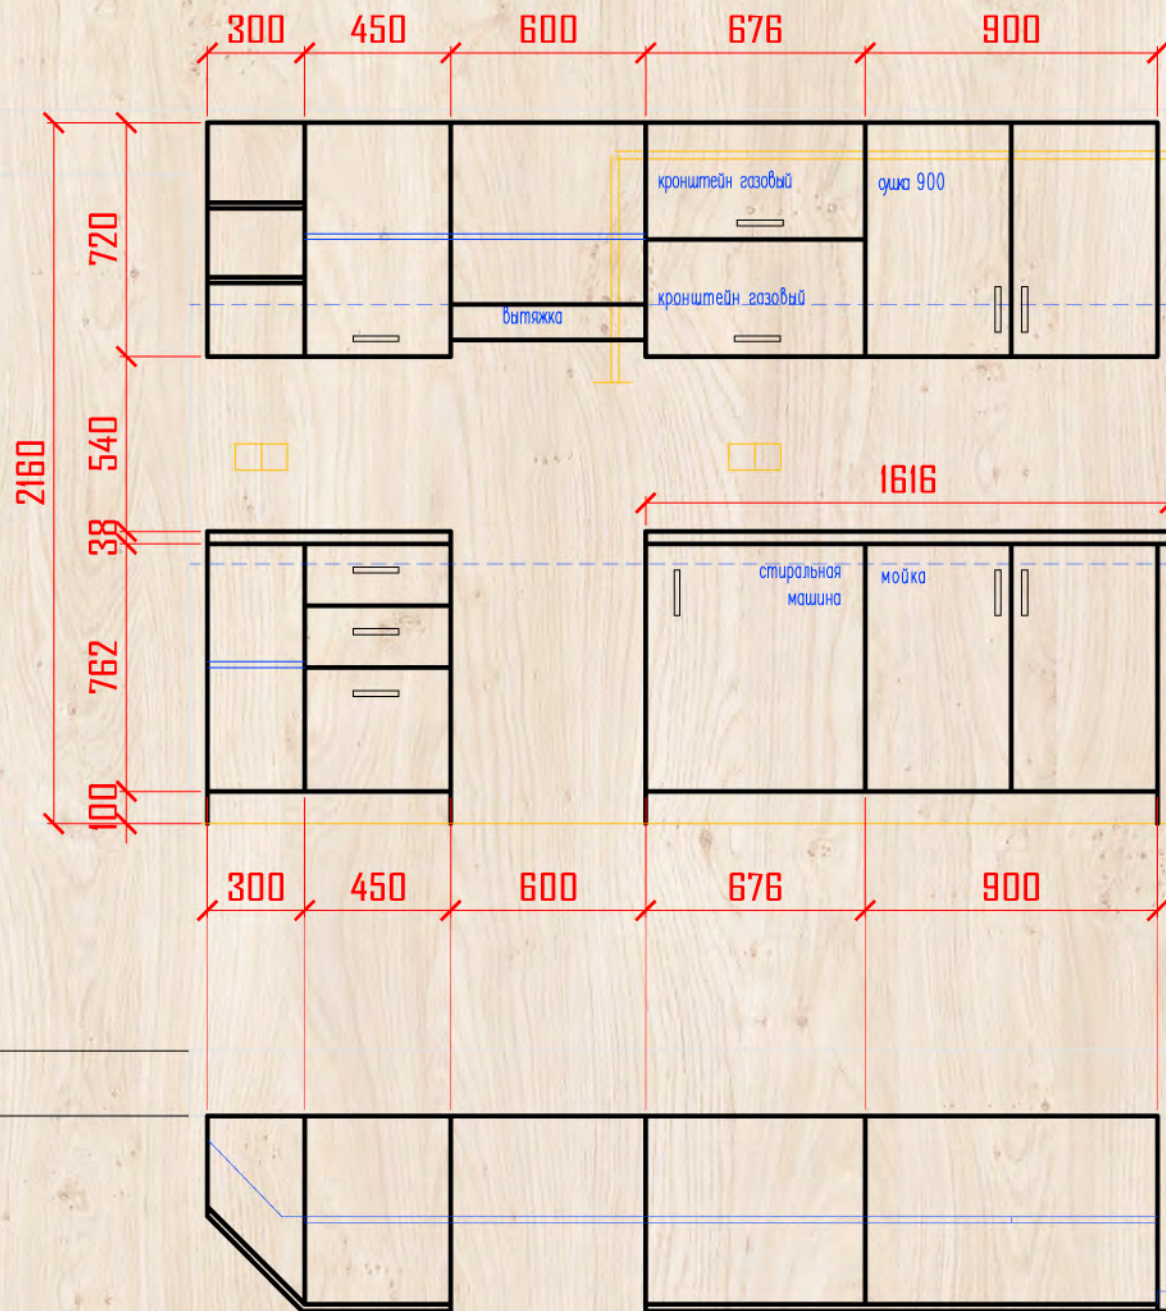 300 450 600 676 900
кронштейн газовый
сушка 900
720
кронштейн газовый
вытяжка
540
2160
1616
38
стиральная
машина
мойка
762
100
300 450 600 676 900